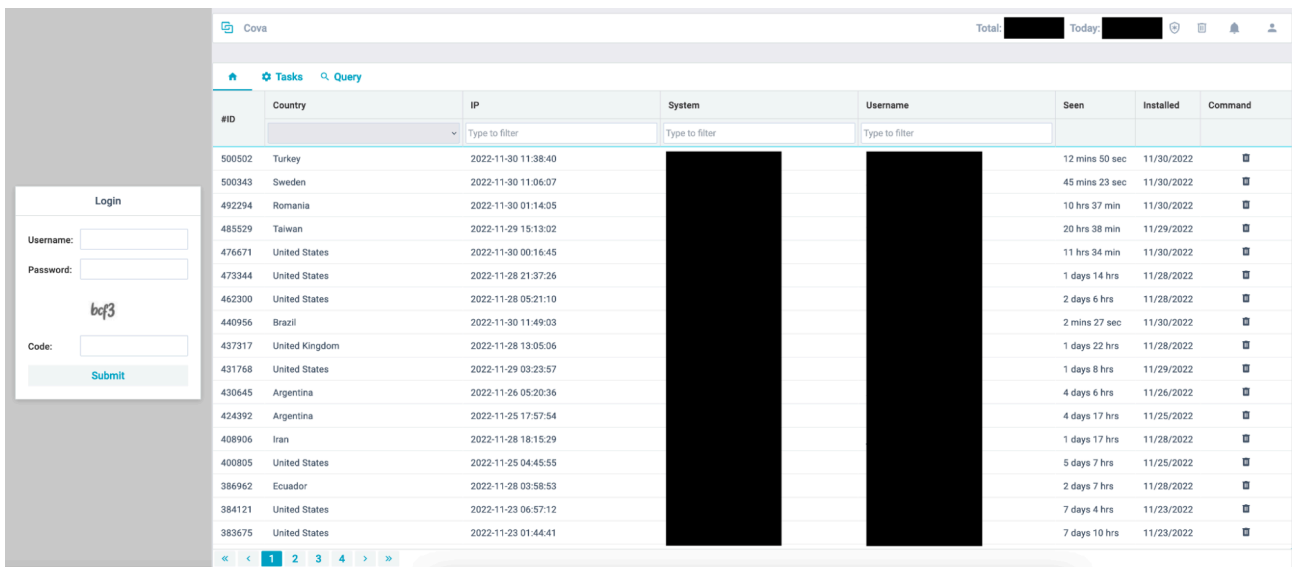 Login
Username:
Password:
bcf3
Code:
Submit
Cova
Total: Today:
Tasks Query
#ID Country IP System Username Seen Installed Command
Type to filter Type to filter Type to filter
500502 Turkey 2022-11-30 11:38:40 12 mins 50 sec 11/30/2022
500343 Sweden 2022-11-30 11:06:07 45 mins 23 sec 11/30/2022
492294 Romania 2022-11-30 01:14:05 10 hrs 37 min 11/30/2022
485529 Taiwan 2022-11-29 15:13:02 20 hrs 38 min 11/29/2022
476671 United States 2022-11-30 00:16:45 11 hrs 34 min 11/30/2022
473344 United States 2022-11-28 21:37:26 1 days 14 hrs 11/28/2022
462300 United States 2022-11-28 05:21:10 2 days 6 hrs 11/28/2022
440956 Brazil 2022-11-30 11:49:03 2 mins 27 sec 11/30/2022
437317 United Kingdom 2022-11-28 13:05:06 1 days 22 hrs 11/28/2022
431768 United States 2022-11-29 03:23:57 1 days 8 hrs 11/29/2022
430645 Argentina 2022-11-26 05:20:36 4 days 6 hrs 11/26/2022
424392 Argentina 2022-11-25 17:57:54 4 days 17 hrs 11/25/2022
408906 Iran 2022-11-28 18:15:29 1 days 17 hrs 11/28/2022
400805 United States 2022-11-25 04:45:55 5 days 7 hrs 11/25/2022
386962 Ecuador 2022-11-28 03:58:53 2 days 7 hrs 11/28/2022
384121 United States 2022-11-23 06:57:12 7 days 4 hrs 11/23/2022
383675 United States 2022-11-23 01:44:41 7 days 10 hrs 11/23/2022
« ‹ 1 2 3 4 › »